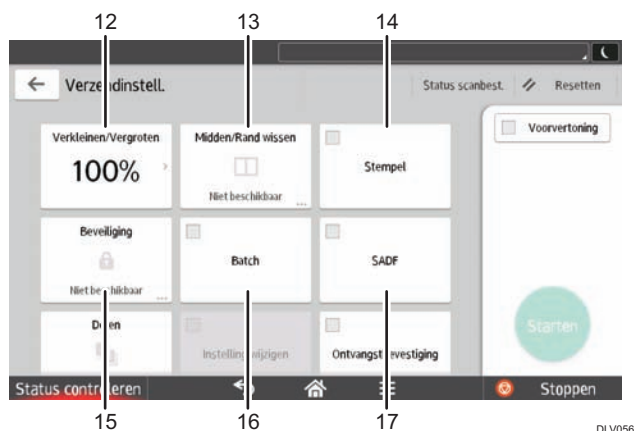 12 13 14
Verzendinstell. Status scanbest. Resetten
Verkleinen/Vergroten Midden/Rand wissen Voorvertoning
100% Stempel
Niet beschikbaar
Beveiliging
Batch SADF
Niet beschikbaar
Delen Starten
Instelling wijzigen Ontvangstbevestiging
Status controleren Stoppen
15 16 17
DLV056